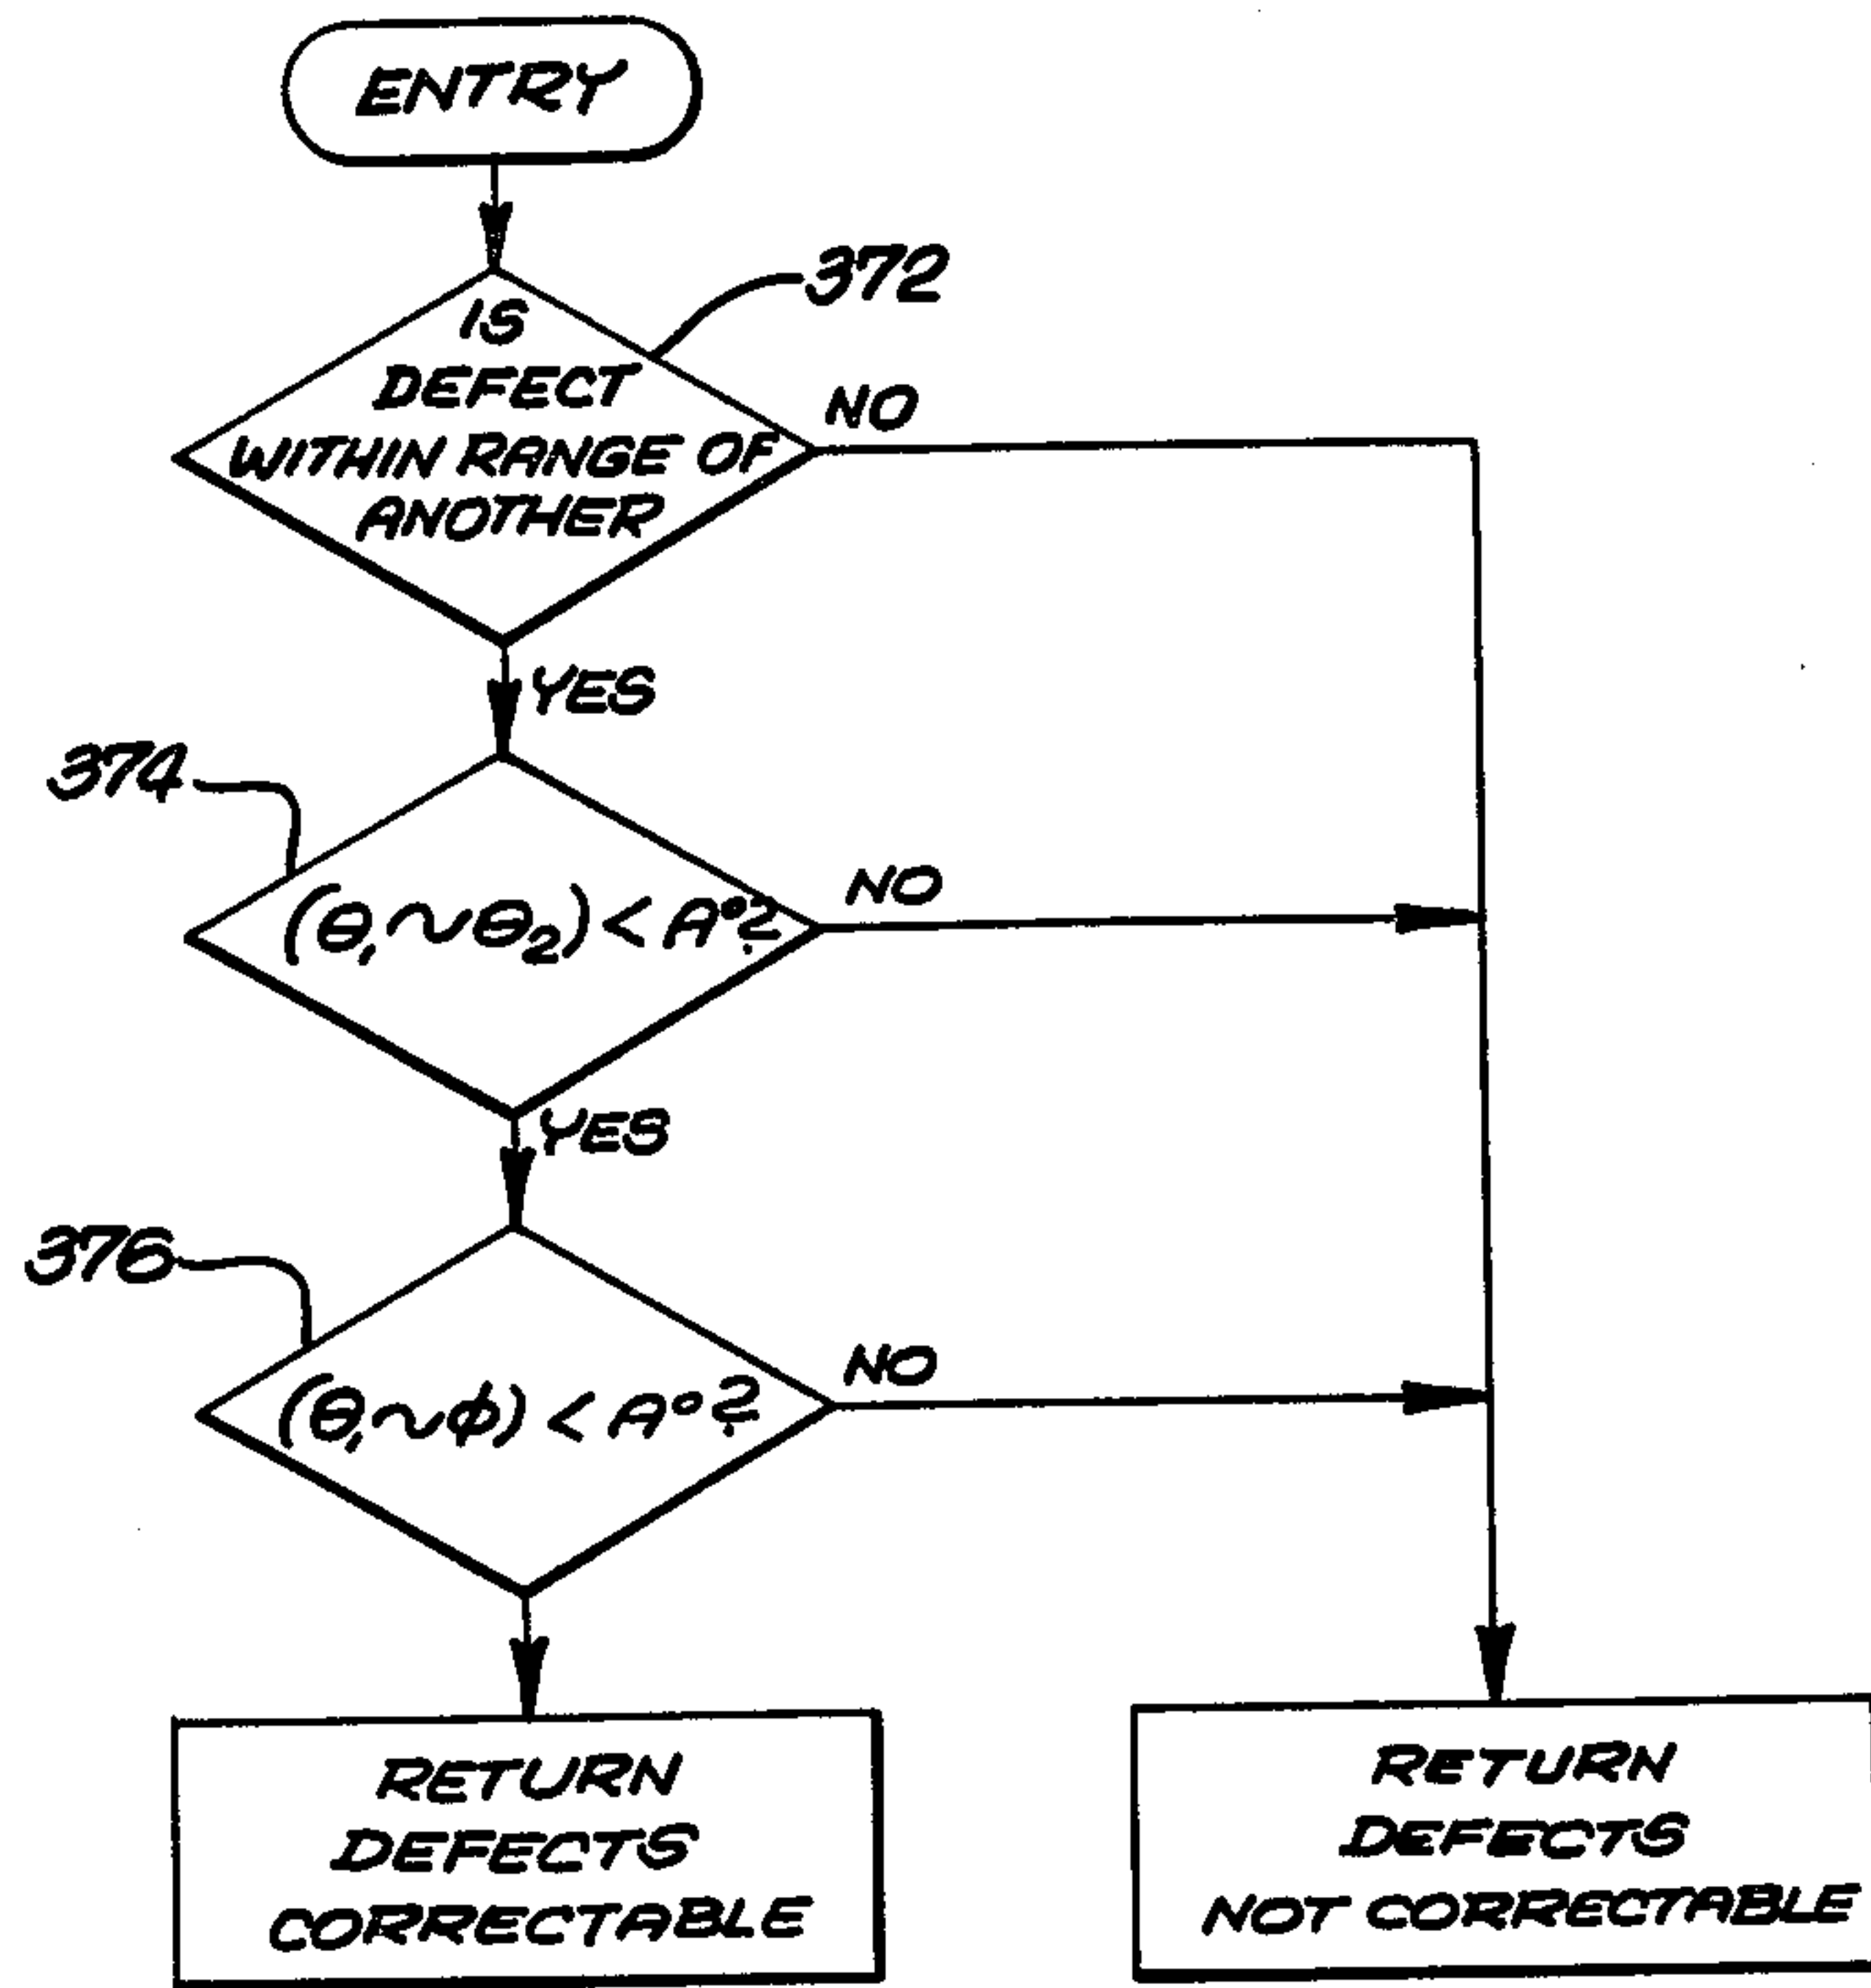 ENTRY
372
IS
DEFECT
WITHIN RANGE OF
ANOTHER
NO
YES
374
(θ₁~θ₂) < A°?
NO
YES
376
(θ₁~ϕ) < A°?
NO
RETURN
DEFECTS
CORRECTABLE
RETURN
DEFECTS
NOT CORRECTABLE